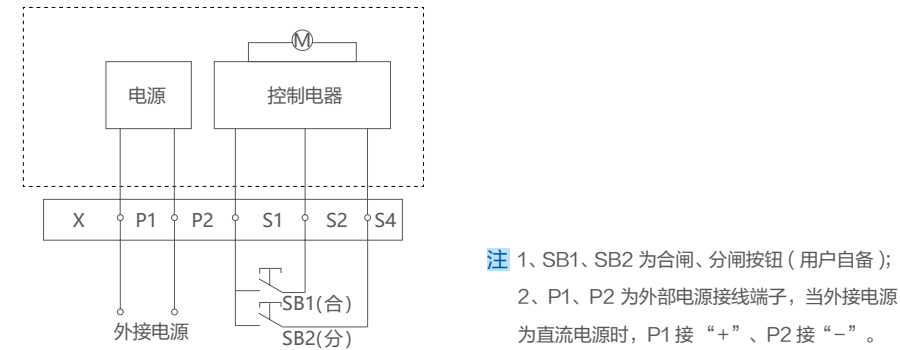 M
电源
控制电器
X P1 P2 S1 S2 S4
SB1(合)
外接电源
SB2(分)
注 1、SB1、SB2 为合闸、分闸按钮 ( 用户自备 );
2、P1、P2 为外部电源接线端子，当外接电源
为直流电源时，P1 接 “+” 、P2 接 “−” 。